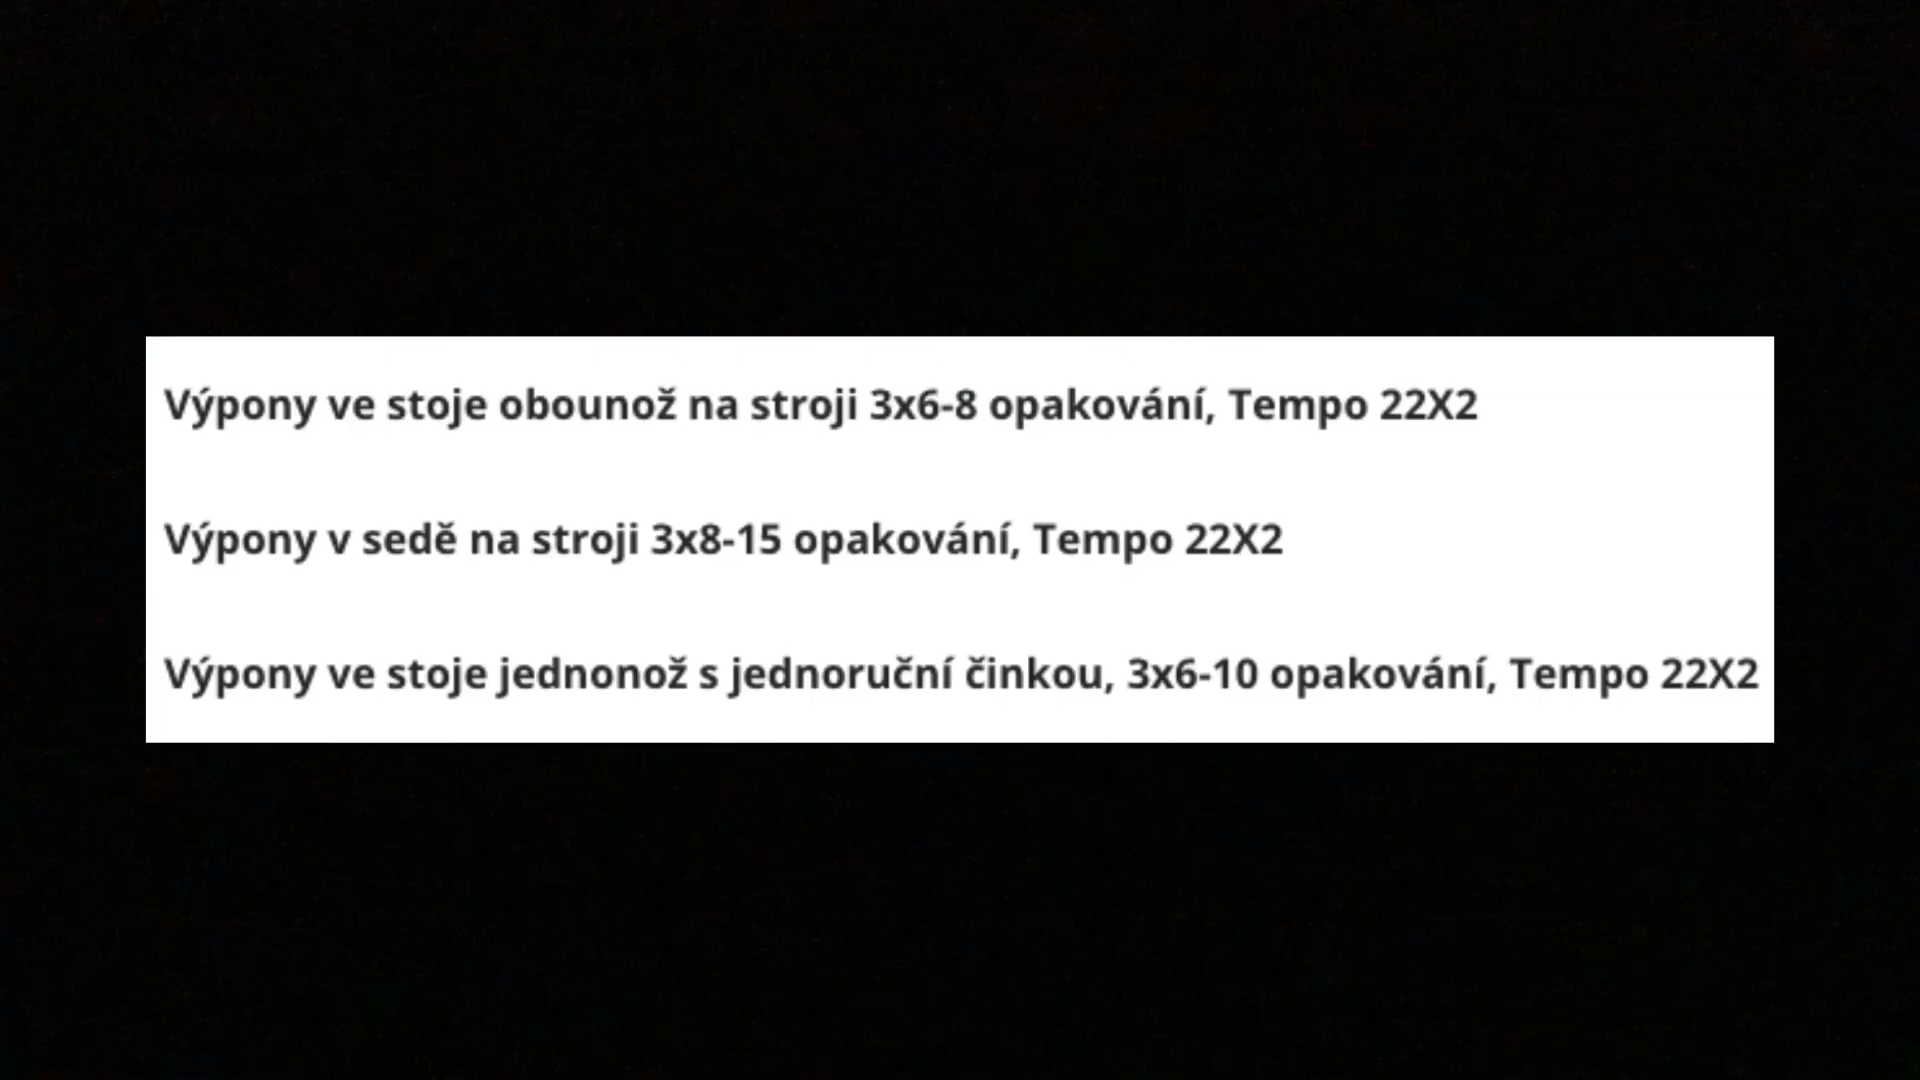 Výpony ve stoje obounož na stroji 3x6-8 opakování, Tempo 22X2
Výpony v sedě na stroji 3x8-15 opakování, Tempo 22X2
Výpony ve stoje jednonož s jednoruční činkou, 3x6-10 opakování, Tempo 22X2